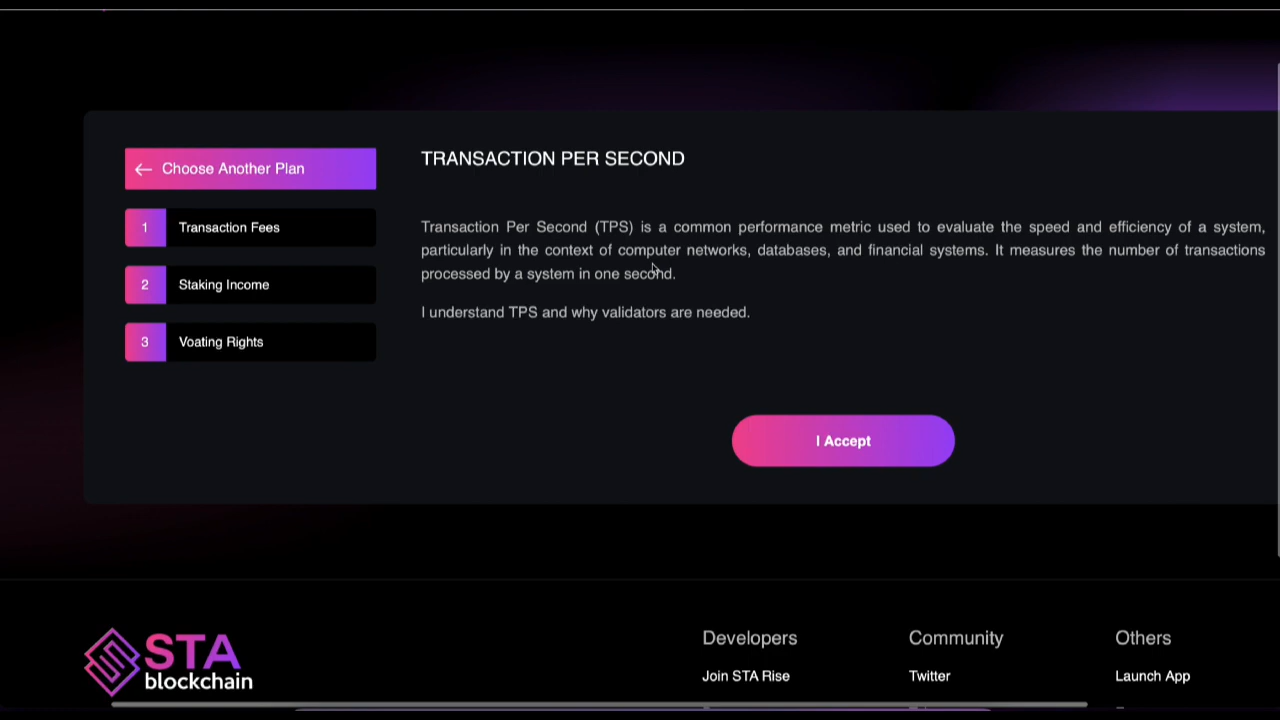 ← Choose Another Plan
1 Transaction Fees
2 Staking Income
3 Voating Rights
TRANSACTION PER SECOND
Transaction Per Second (TPS) is a common performance metric used to evaluate the speed and efficiency of a system,
particularly in the context of computer networks, databases, and financial systems. It measures the number of transactions
processed by a system in one second.
I understand TPS and why validators are needed.
I Accept
STA
blockchain
Developers
Join STA Rise
Community
Twitter
Others
Launch App